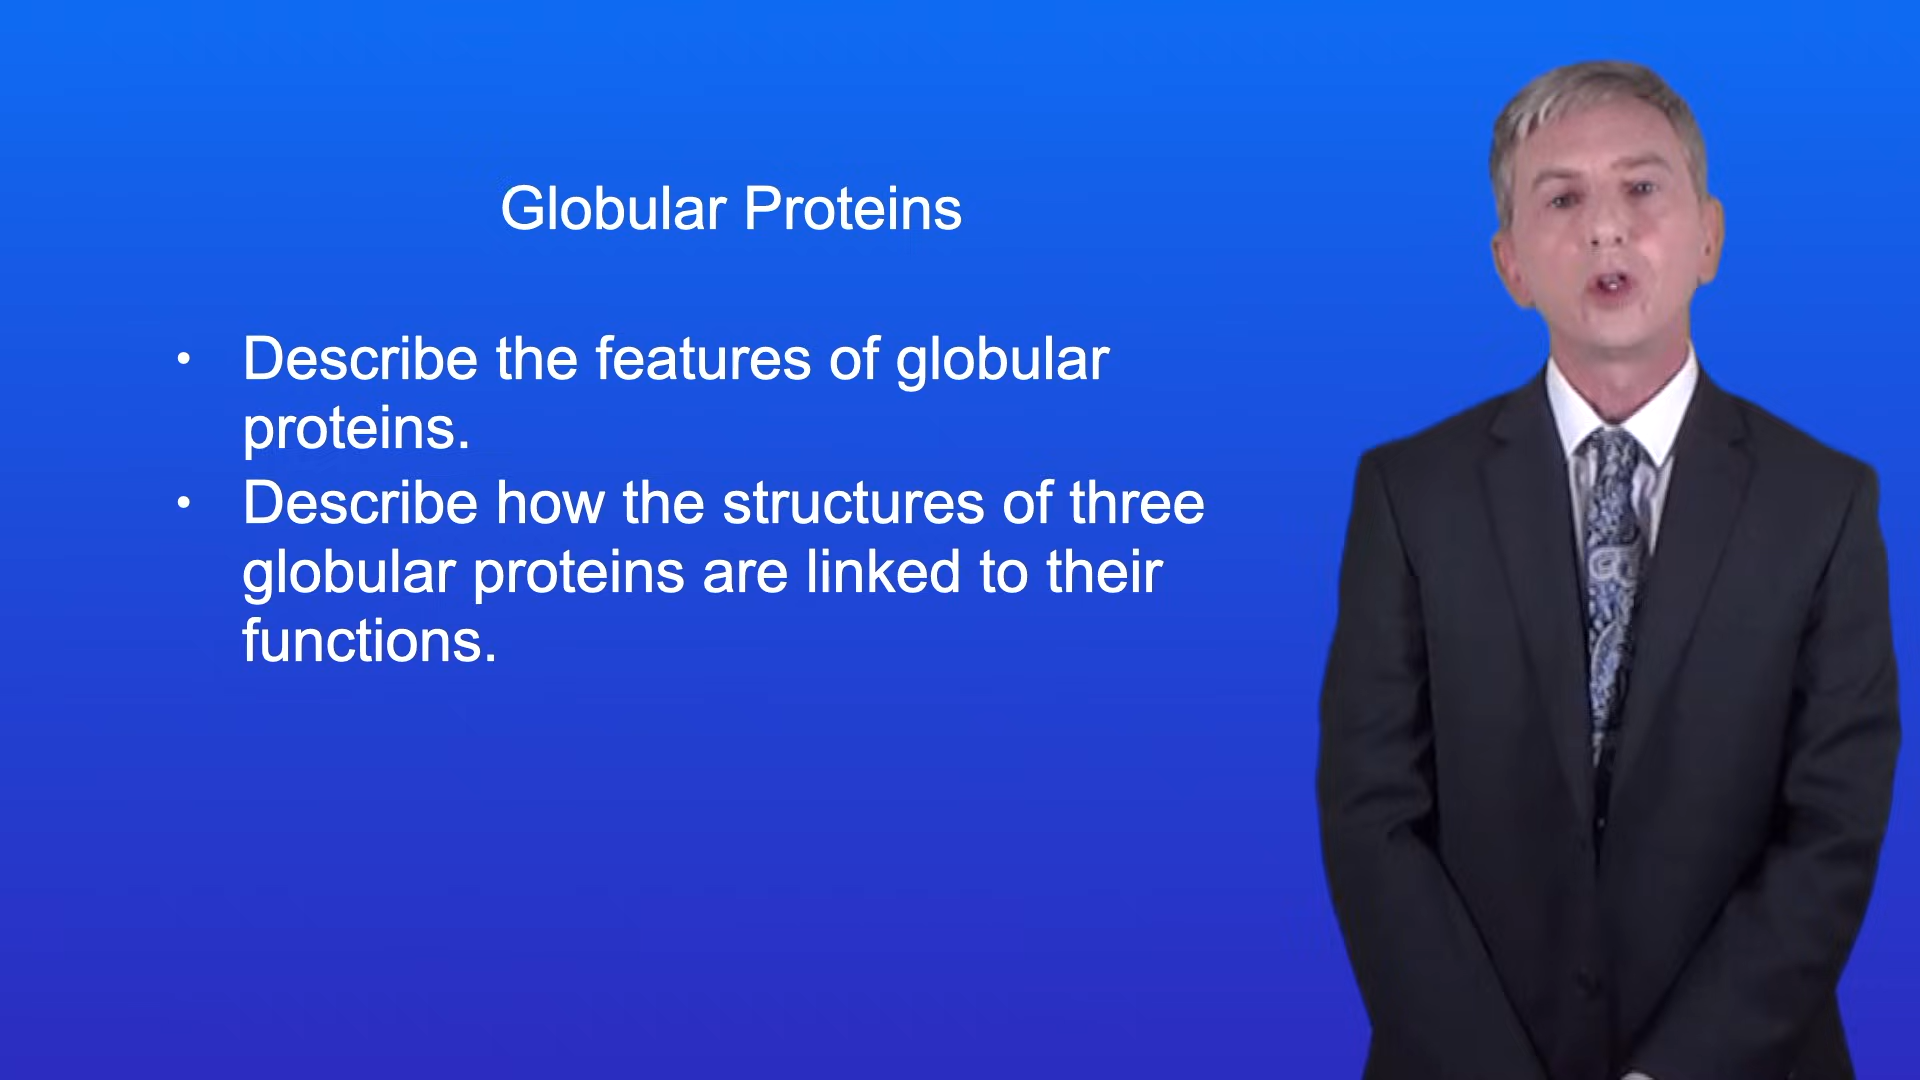 Globular Proteins
• Describe the features of globular
proteins.
• Describe how the structures of three
globular proteins are linked to their
functions.